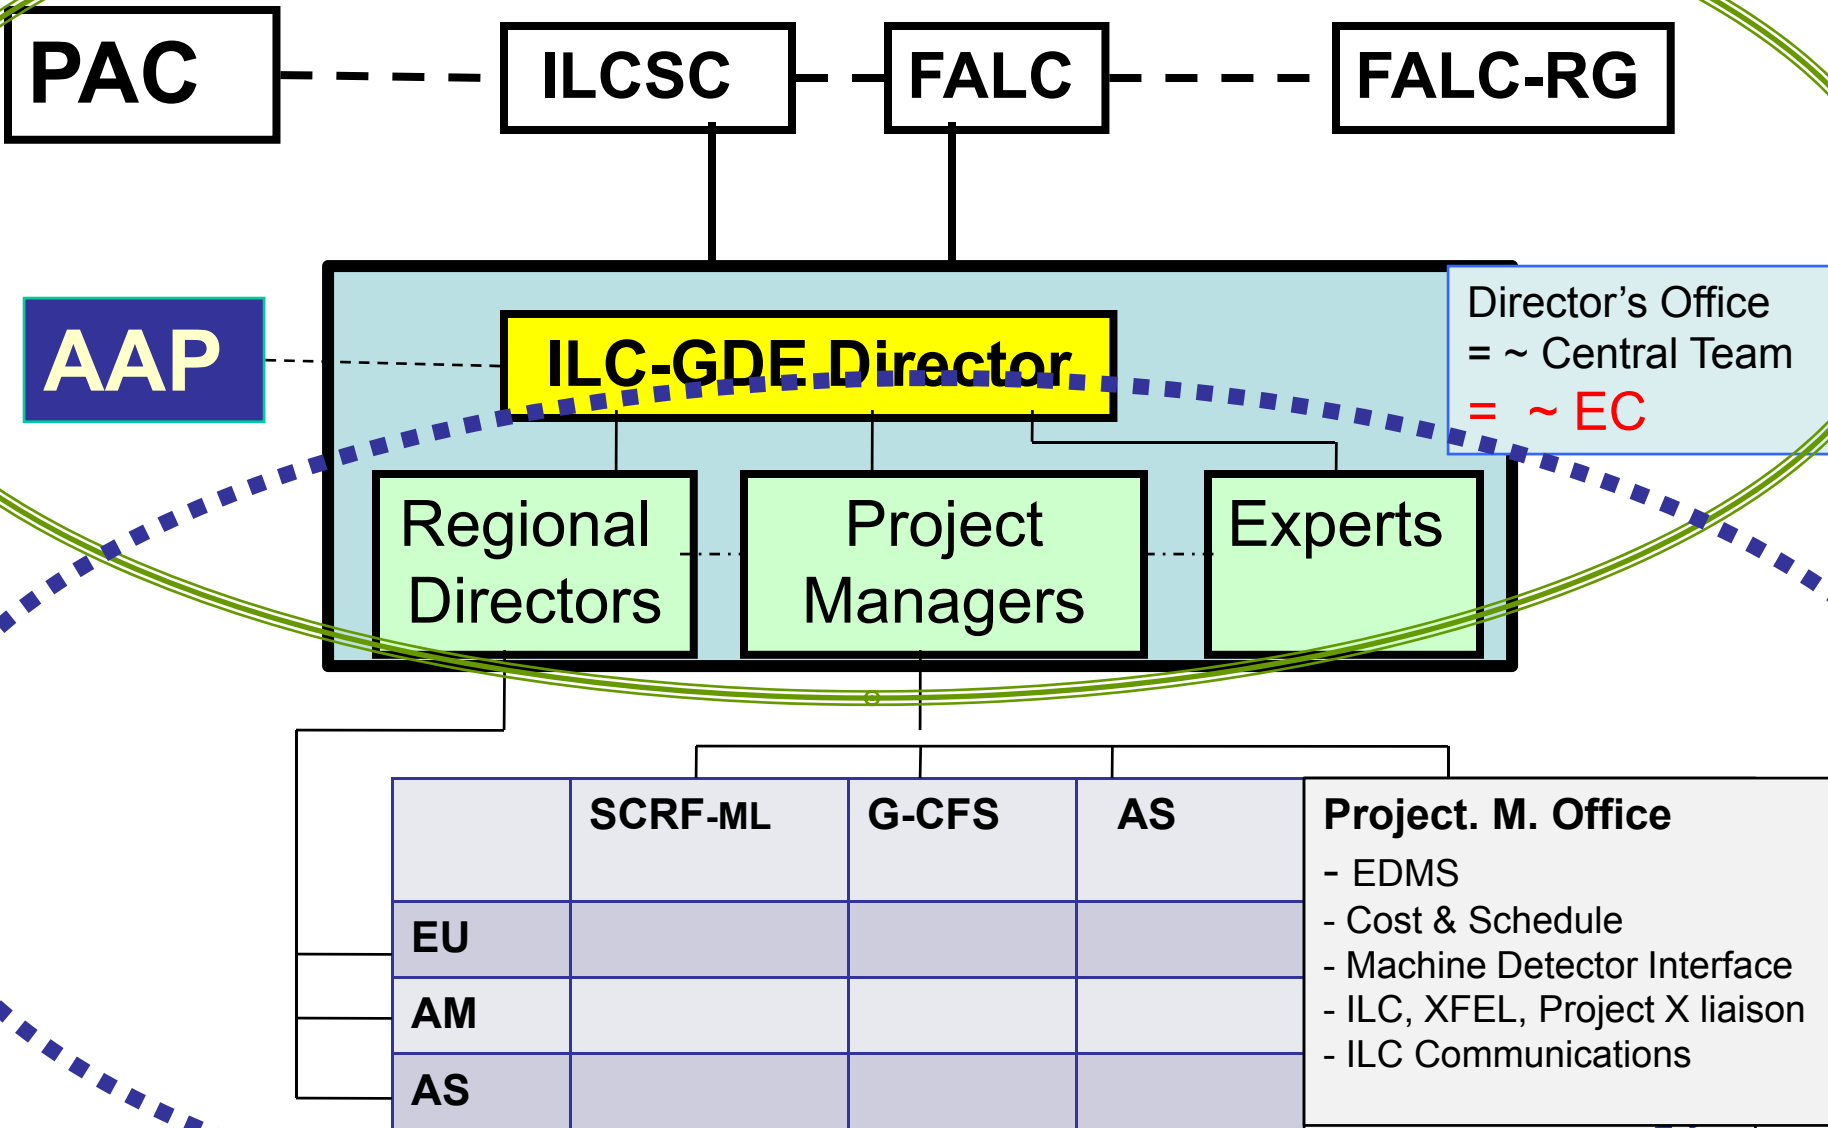 PAC
ILCSC
FALC
FALC-RG
AAP
ILC-GDE Director
Director’s Office
= ~ Central Team
= ~ EC
Regional
Directors
Project
Managers
Experts
SCRF-ML
G-CFS
AS
Project. M. Office
- EDMS
- Cost & Schedule
- Machine Detector Interface
- ILC, XFEL, Project X liaison
- ILC Communications
EU
AM
AS